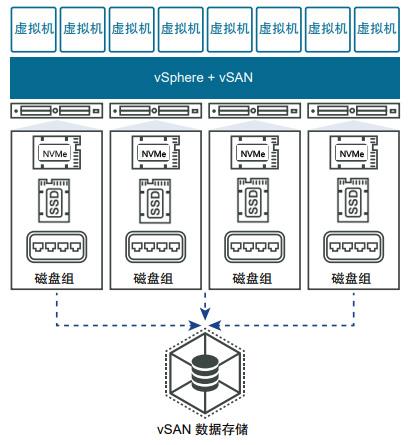 虚拟机 虚拟机 虚拟机 虚拟机 虚拟机 虚拟机 虚拟机 虚拟机
vSphere + vSAN
NVMe NVMe NVMe NVMe
SSD SSD SSD SSD
磁盘组 磁盘组 磁盘组 磁盘组
vSAN 数据存储